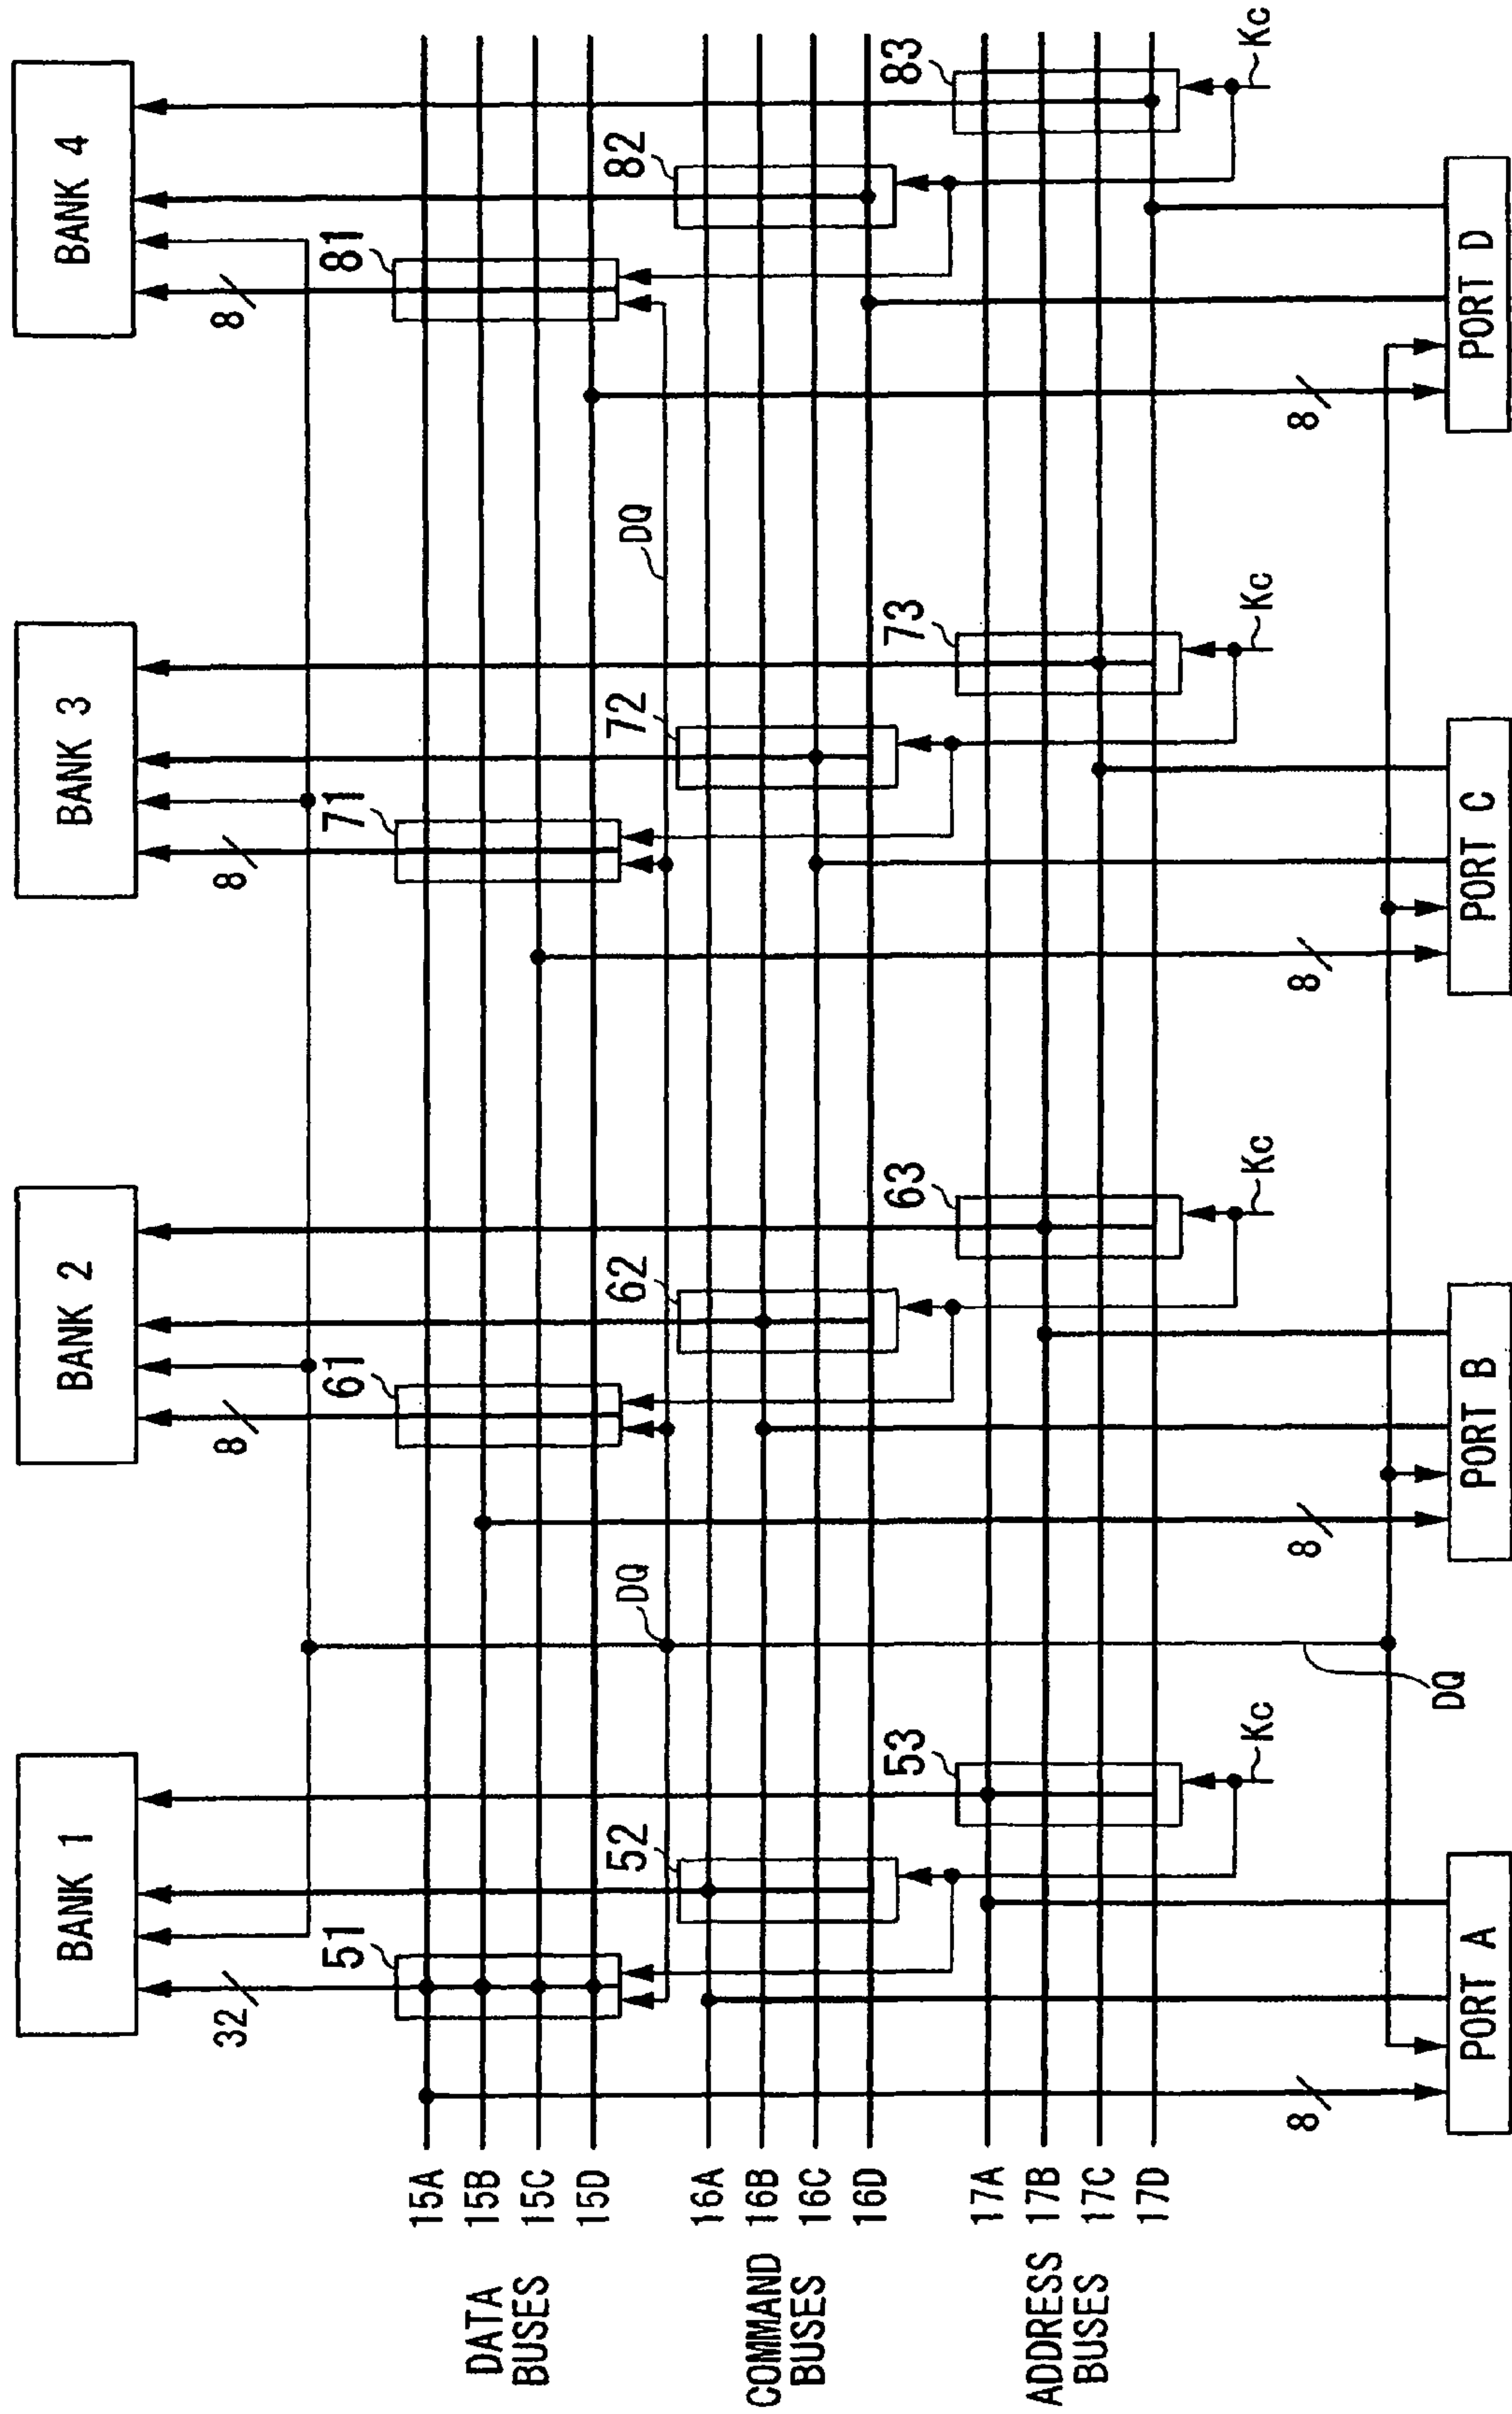 BANK 1
BANK 2
BANK 3
BANK 4
32
8
8
8
51
61
71
81
15A
15B
15C
15D
DATA
BUSES
DQ
DQ
52
62
72
82
16A
16B
16C
16D
COMMAND
BUSES
53
63
73
83
17A
17B
17C
17D
ADDRESS
BUSES
Kc
Kc
Kc
Kc
8
8
8
8
DQ
PORT A
PORT B
PORT C
PORT D